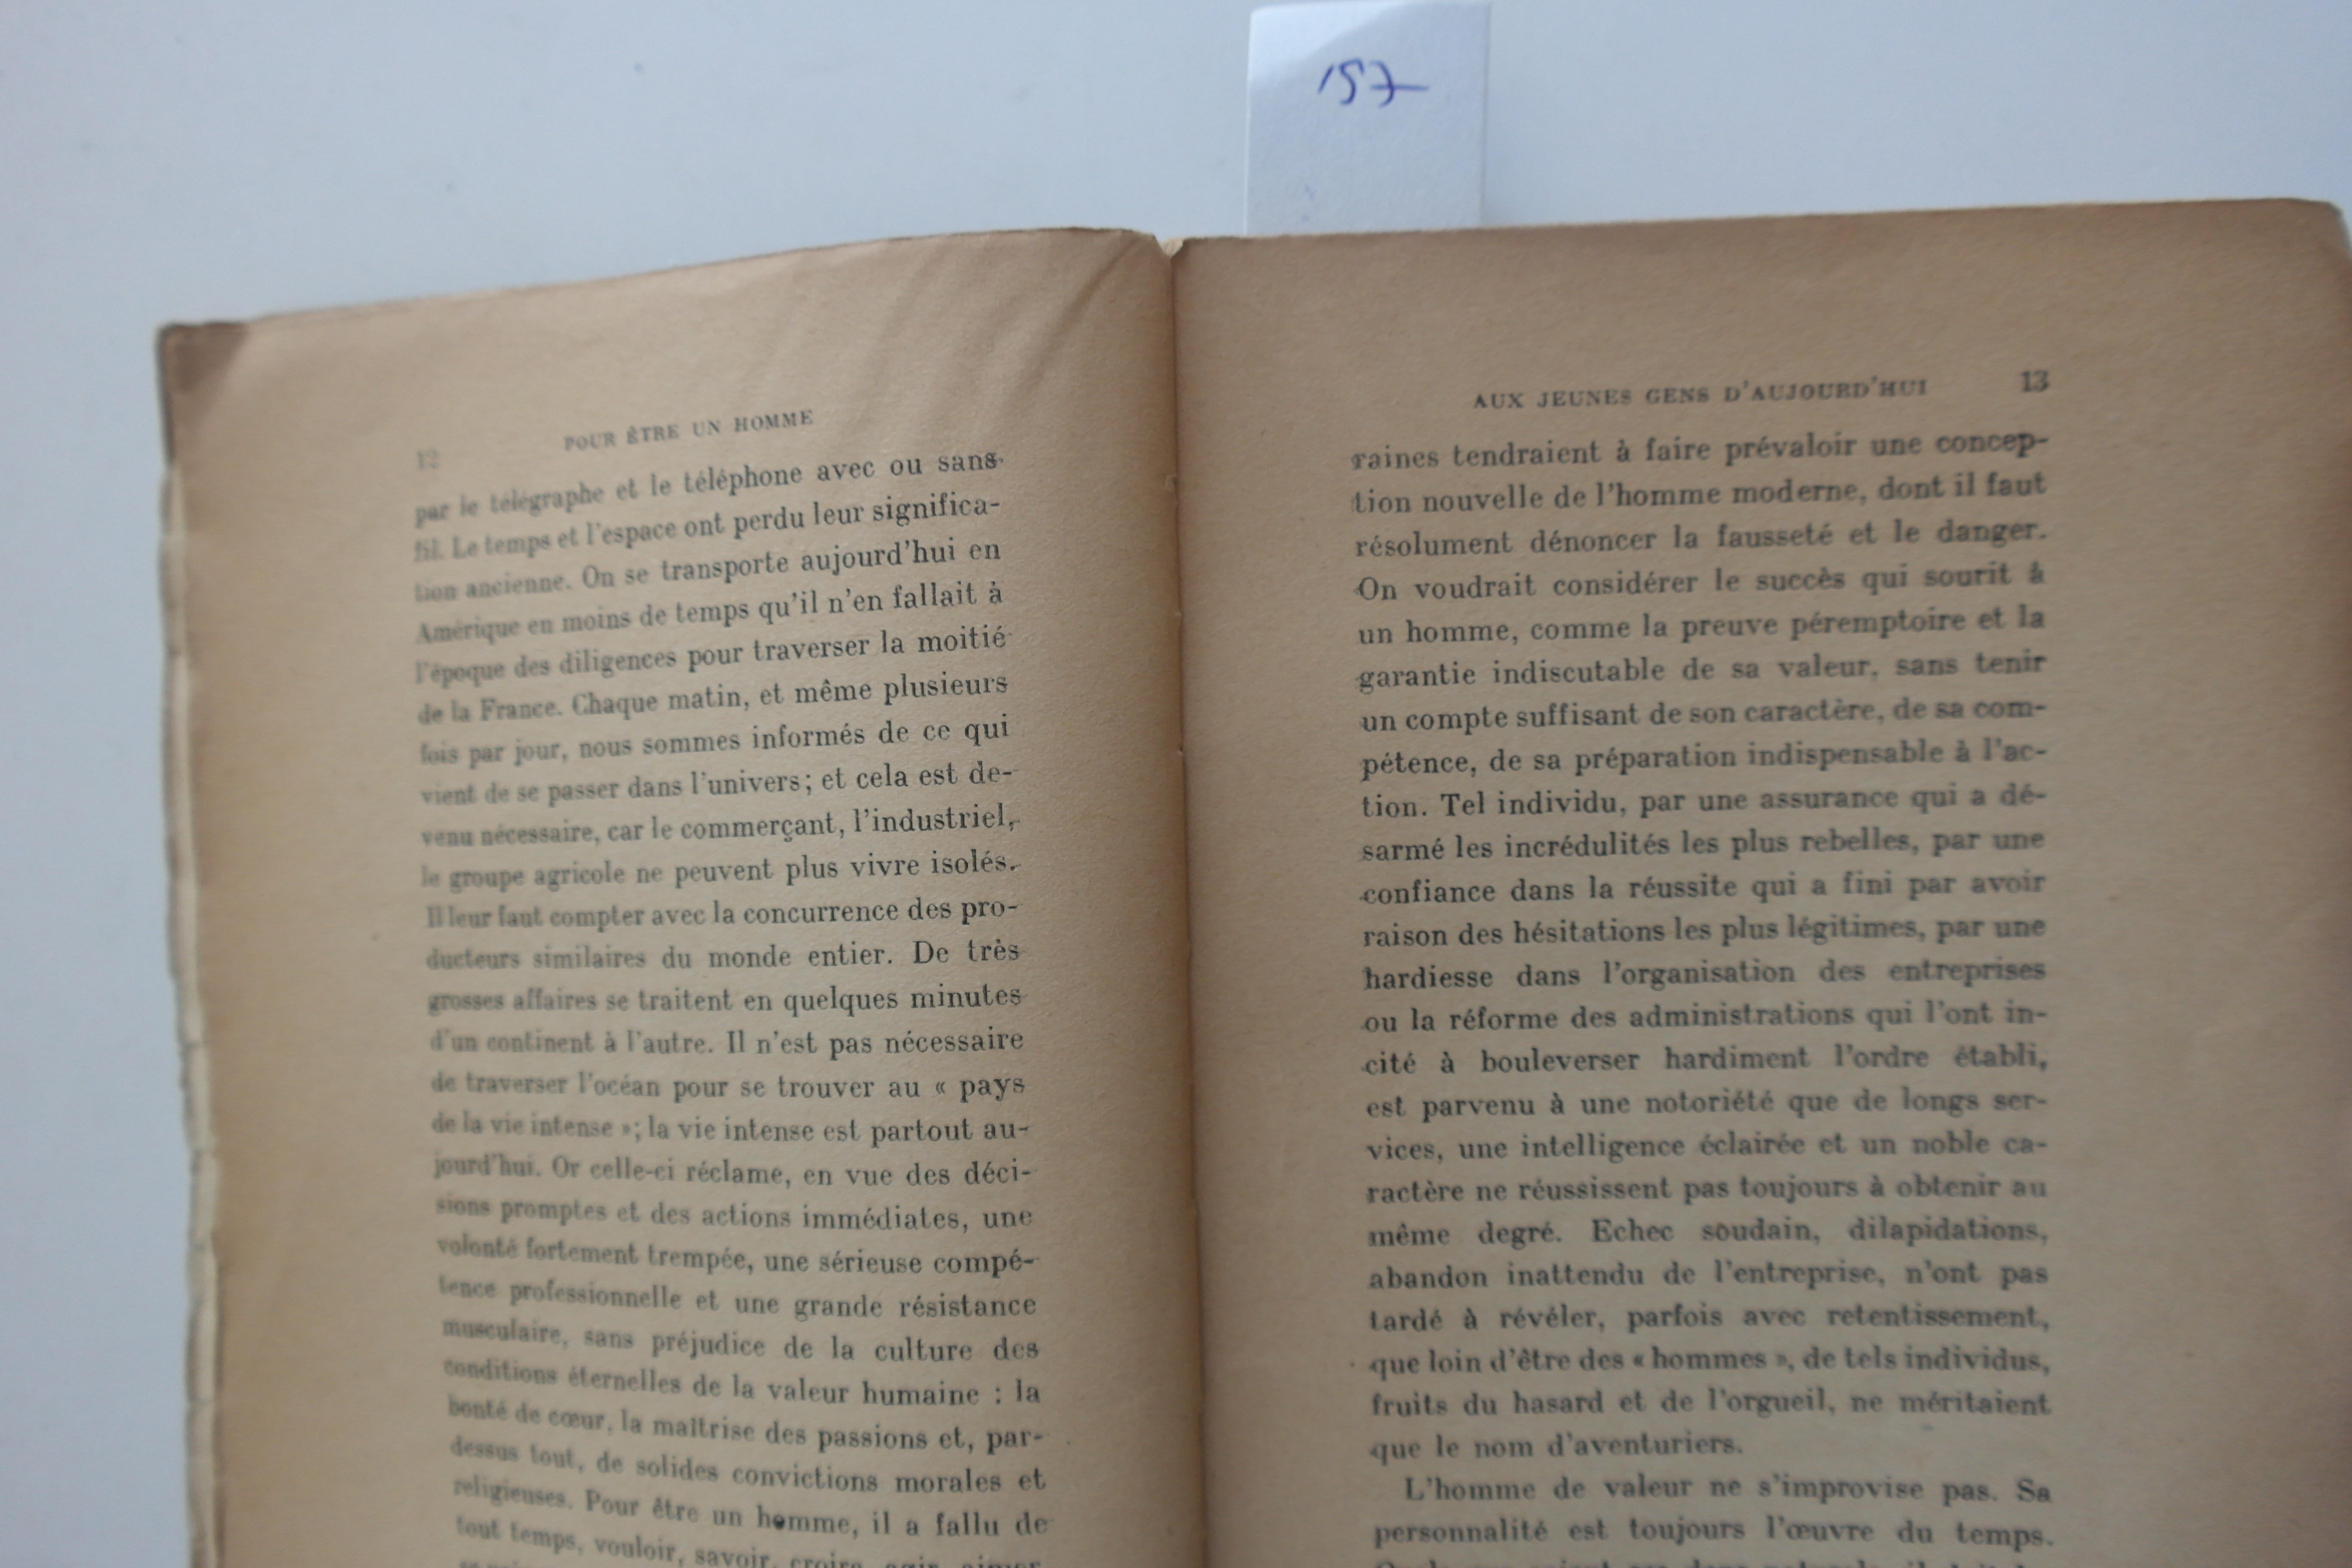 157
12 POUR ÊTRE UN HOMME
par le télégraphe et le téléphone avec ou sans
fil. Le temps et l'espace ont perdu leur significa-
tion ancienne. On se transporte aujourd'hui en
Amérique en moins de temps qu'il n'en fallait à
l'époque des diligences pour traverser la moitié
de la France. Chaque matin, et même plusieurs
fois par jour, nous sommes informés de ce qui
vient de se passer dans l'univers; et cela est de-
venu nécessaire, car le commerçant, l'industriel,
le groupe agricole ne peuvent plus vivre isolés.
Il leur faut compter avec la concurrence des pro-
ducteurs similaires du monde entier. De très
grosses affaires se traitent en quelques minutes
d'un continent à l'autre. Il n'est pas nécessaire
de traverser l'océan pour se trouver au « pays
de la vie intense »; la vie intense est partout au-
jourd'hui. Or celle-ci réclame, en vue des déci-
sions promptes et des actions immédiates, une
volonté fortement trempée, une sérieuse compé-
tence professionnelle et une grande résistance
musculaire, sans préjudice de la culture des
conditions éternelles de la valeur humaine : la
bonté de cœur, la maîtrise des passions et, par-
dessus tout, de solides convictions morales et
religieuses. Pour être un homme, il a fallu de
tout temps, vouloir, savoir, croire, agir, aimer
AUX JEUNES GENS D'AUJOURD'HUI 13
raines tendraient à faire prévaloir une concep-
tion nouvelle de l'homme moderne, dont il faut
résolument dénoncer la fausseté et le danger.
On voudrait considérer le succès qui sourit à
un homme, comme la preuve péremptoire et la
garantie indiscutable de sa valeur, sans tenir
un compte suffisant de son caractère, de sa com-
pétence, de sa préparation indispensable à l'ac-
tion. Tel individu, par une assurance qui a dé-
sarmé les incrédulités les plus rebelles, par une
confiance dans la réussite qui a fini par avoir
raison des hésitations les plus légitimes, par une
hardiesse dans l'organisation des entreprises
ou la réforme des administrations qui l'ont in-
cité à bouleverser hardiment l'ordre établi,
est parvenu à une notoriété que de longs ser-
vices, une intelligence éclairée et un noble ca-
ractère ne réussissent pas toujours à obtenir au
même degré. Echec soudain, dilapidations,
abandon inattendu de l'entreprise, n'ont pas
tardé à révéler, parfois avec retentissement,
que loin d'être des « hommes », de tels individus,
fruits du hasard et de l'orgueil, ne méritaient
que le nom d'aventuriers.
L'homme de valeur ne s'improvise pas. Sa
personnalité est toujours l'œuvre du temps.